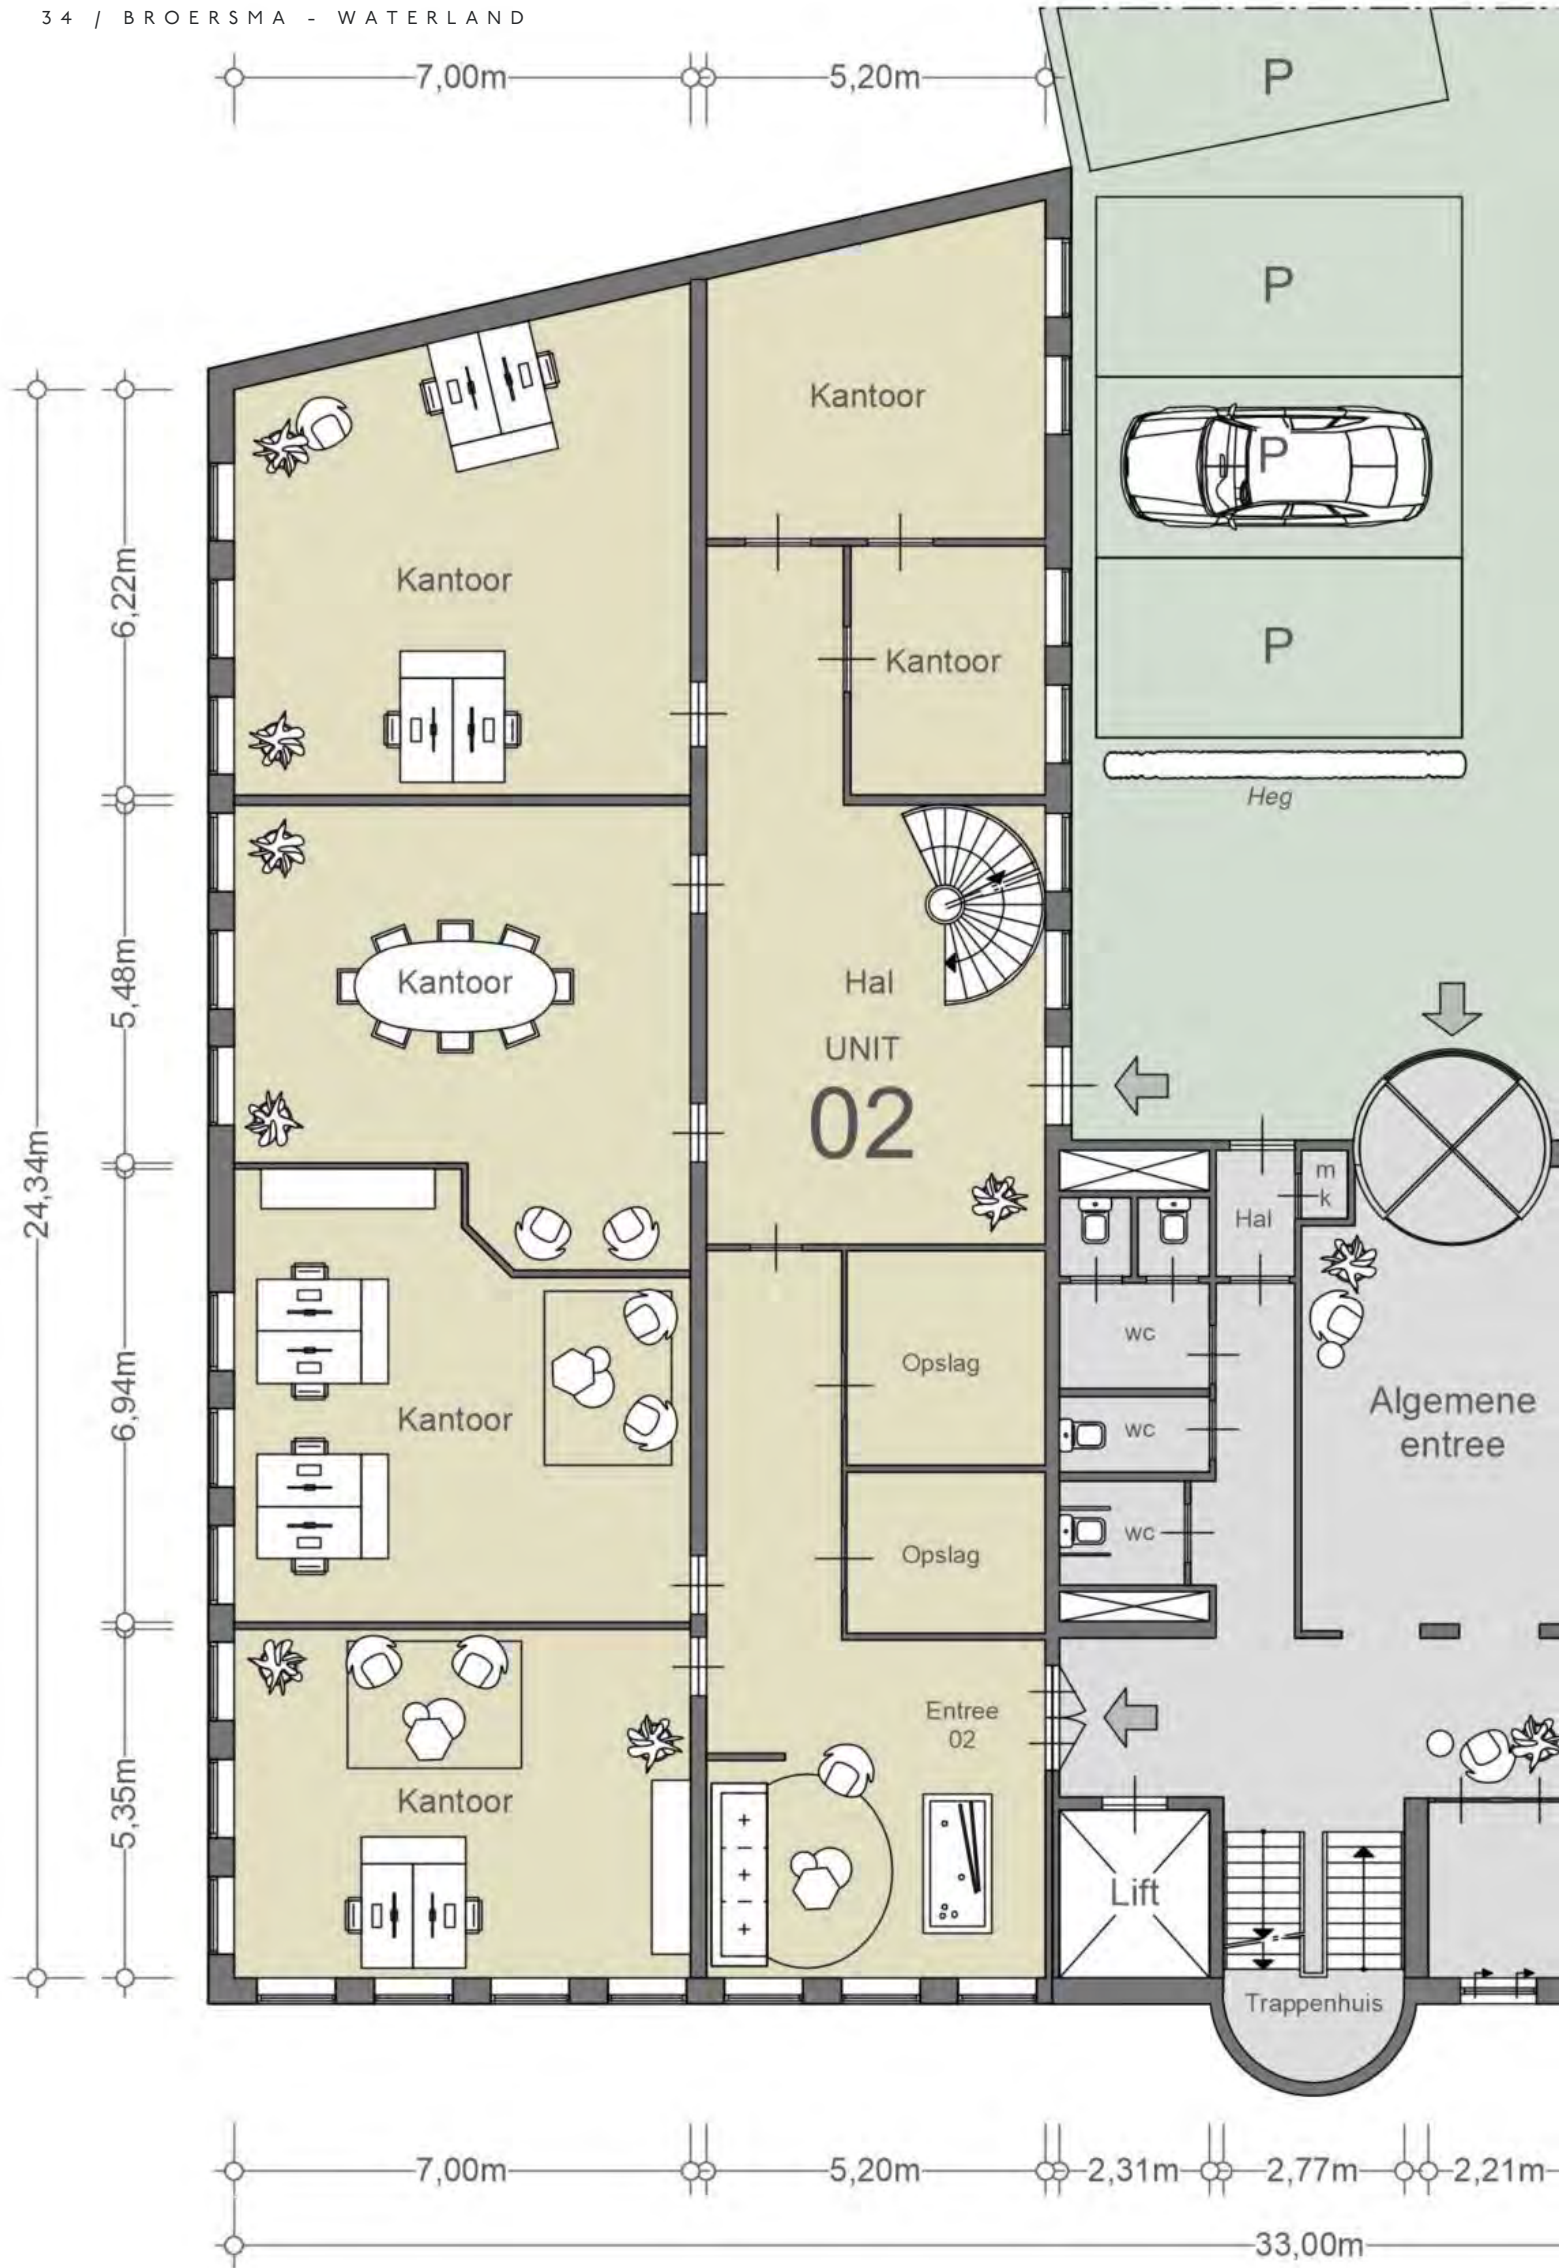 34 / BROERSMA - WATERLAND
7,00m
5,20m
P
P
P
P
Heg
Kantoor
Kantoor
Kantoor
Kantoor
Hal
UNIT
02
Kantoor
Kantoor
Opslag
Opslag
Entree
02
6,22m
5,48m
6,94m
5,35m
24,34m
m
k
Hal
wc
wc
wc
Algemene
entree
Lift
Trappenhuis
7,00m
5,20m
2,31m
2,77m
2,21m
33,00m